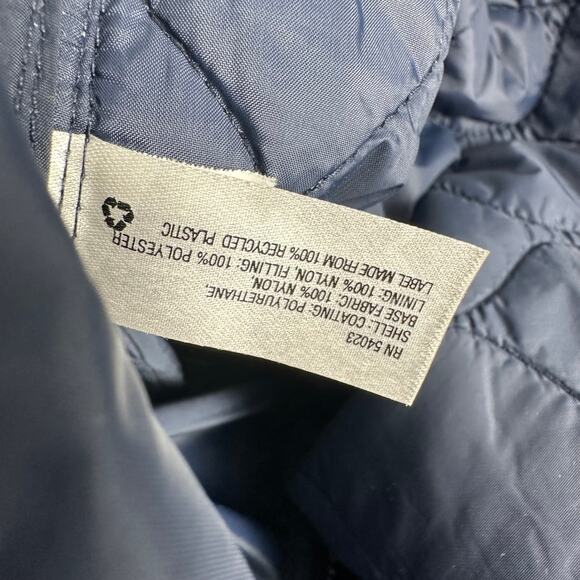 RN 54023
SHELL: COATING: POLYURETHANE,
BASE FABRIC: 100% NYLON,
LINING: 100% NYLON, FILLING: 100% POLYESTER
LABEL MADE FROM 100% RECYCLED PLASTIC